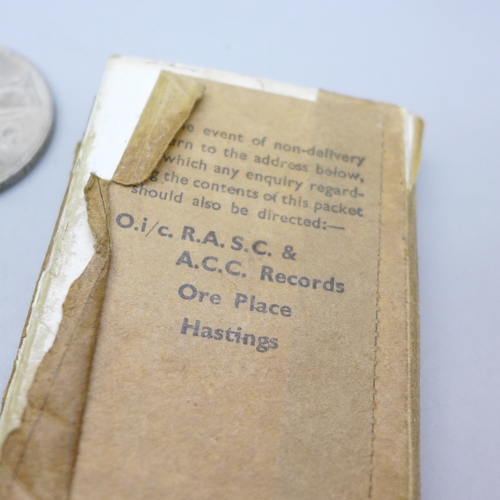 event of non-delivery
to the address below,
which any enquiry regard-
the contents of this packet
should also be directed:—
O.i/c. R.A.S.C. &
A.C.C. Records
Ore Place
Hastings